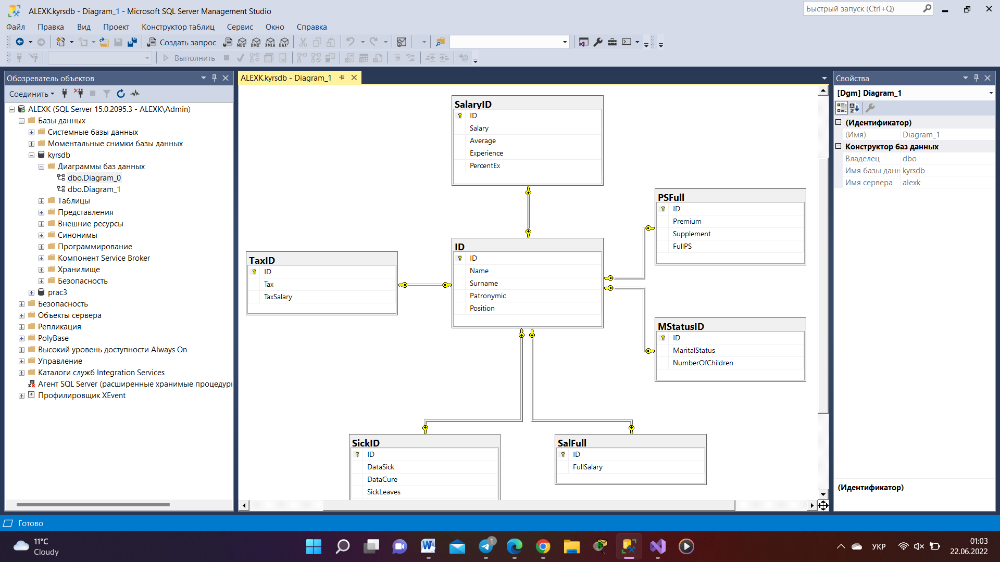 ALEXK.kyrsdb - Diagram_1 - Microsoft SQL Server Management Studio
Быстрый запуск (Ctrl+Q)
Файл Правка Вид Проект Конструктор таблиц Сервис Окно Справка
Создать запрос MDX DMX XMLA DAX
Выполнить
Обозреватель объектов
Соединить
ALEXK (SQL Server 15.0.2095.3 - ALEXK\Admin)
Базы данных
Системные базы данных
Моментальные снимки базы данных
kyrsdb
Диаграммы баз данных
dbo.Diagram_0
dbo.Diagram_1
Таблицы
Представления
Внешние ресурсы
Синонимы
Программирование
Компонент Service Broker
Хранилище
Безопасность
prac3
Безопасность
Объекты сервера
Репликация
PolyBase
Высокий уровень доступности Always On
Управление
Каталоги служб Integration Services
Агент SQL Server (расширенные хранимые процедуры
Профилировщик XEvent
ALEXK.kyrsdb - Diagram_1
SalaryID
ID
Salary
Average
Experience
PercentEx
PSFull
ID
Premium
Supplement
FullPS
TaxID
ID
Tax
TaxSalary
ID
ID
Name
Surname
Patronymic
Position
MStatusID
ID
MaritalStatus
NumberOfChildren
SickID
ID
DataSick
DataCure
SickLeaves
SalFull
ID
FullSalary
Свойства
[Dgm] Diagram_1
(Идентификатор)
(Имя) Diagram_1
Конструктор баз данных
Владелец dbo
Имя базы данн kyrsdb
Имя сервера alexk
(Идентификатор)
Готово
11°C
Cloudy
1
УКР
01:03
22.06.2022